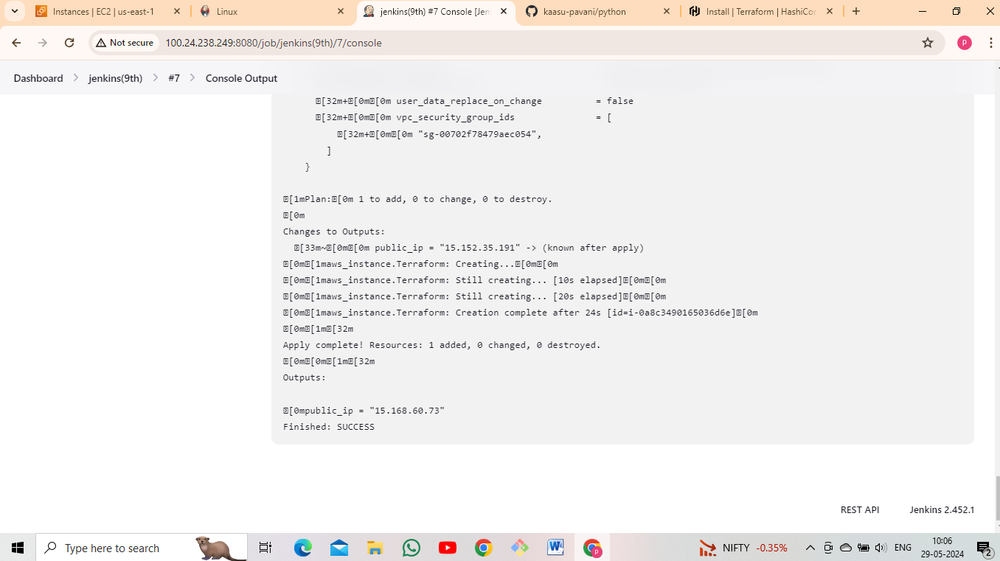 Instances | EC2 | us-east-1
Linux
jenkins(9th) #7 Console [Jen
kaasu-pavani/python
Install | Terraform | HashiCor
Not secure
100.24.238.249:8080/job/jenkins(9th)/7/console
P
Dashboard
jenkins(9th)
#7
Console Output
[32m+[0m[0m user_data_replace_on_change = false
[32m+[0m[0m vpc_security_group_ids = [
[32m+[0m[0m "sg-00702f78479aec054",
]
}
[1mPlan:[0m 1 to add, 0 to change, 0 to destroy.
[0m
Changes to Outputs:
[33m~[0m[0m public_ip = "15.152.35.191" -> (known after apply)
[0m[1maws_instance.Terraform: Creating...[0m[0m
[0m[1maws_instance.Terraform: Still creating... [10s elapsed][0m[0m
[0m[1maws_instance.Terraform: Still creating... [20s elapsed][0m[0m
[0m[1maws_instance.Terraform: Creation complete after 24s [id=i-0a8c3490165036d6e][0m
[0m[1m[32m
Apply complete! Resources: 1 added, 0 changed, 0 destroyed.
[0m[0m[1m[32m
Outputs:
[0mpublic_ip = "15.168.60.73"
Finished: SUCCESS
REST API
Jenkins 2.452.1
Type here to search
W
P
NIFTY -0.35%
ENG
10:06
29-05-2024
2